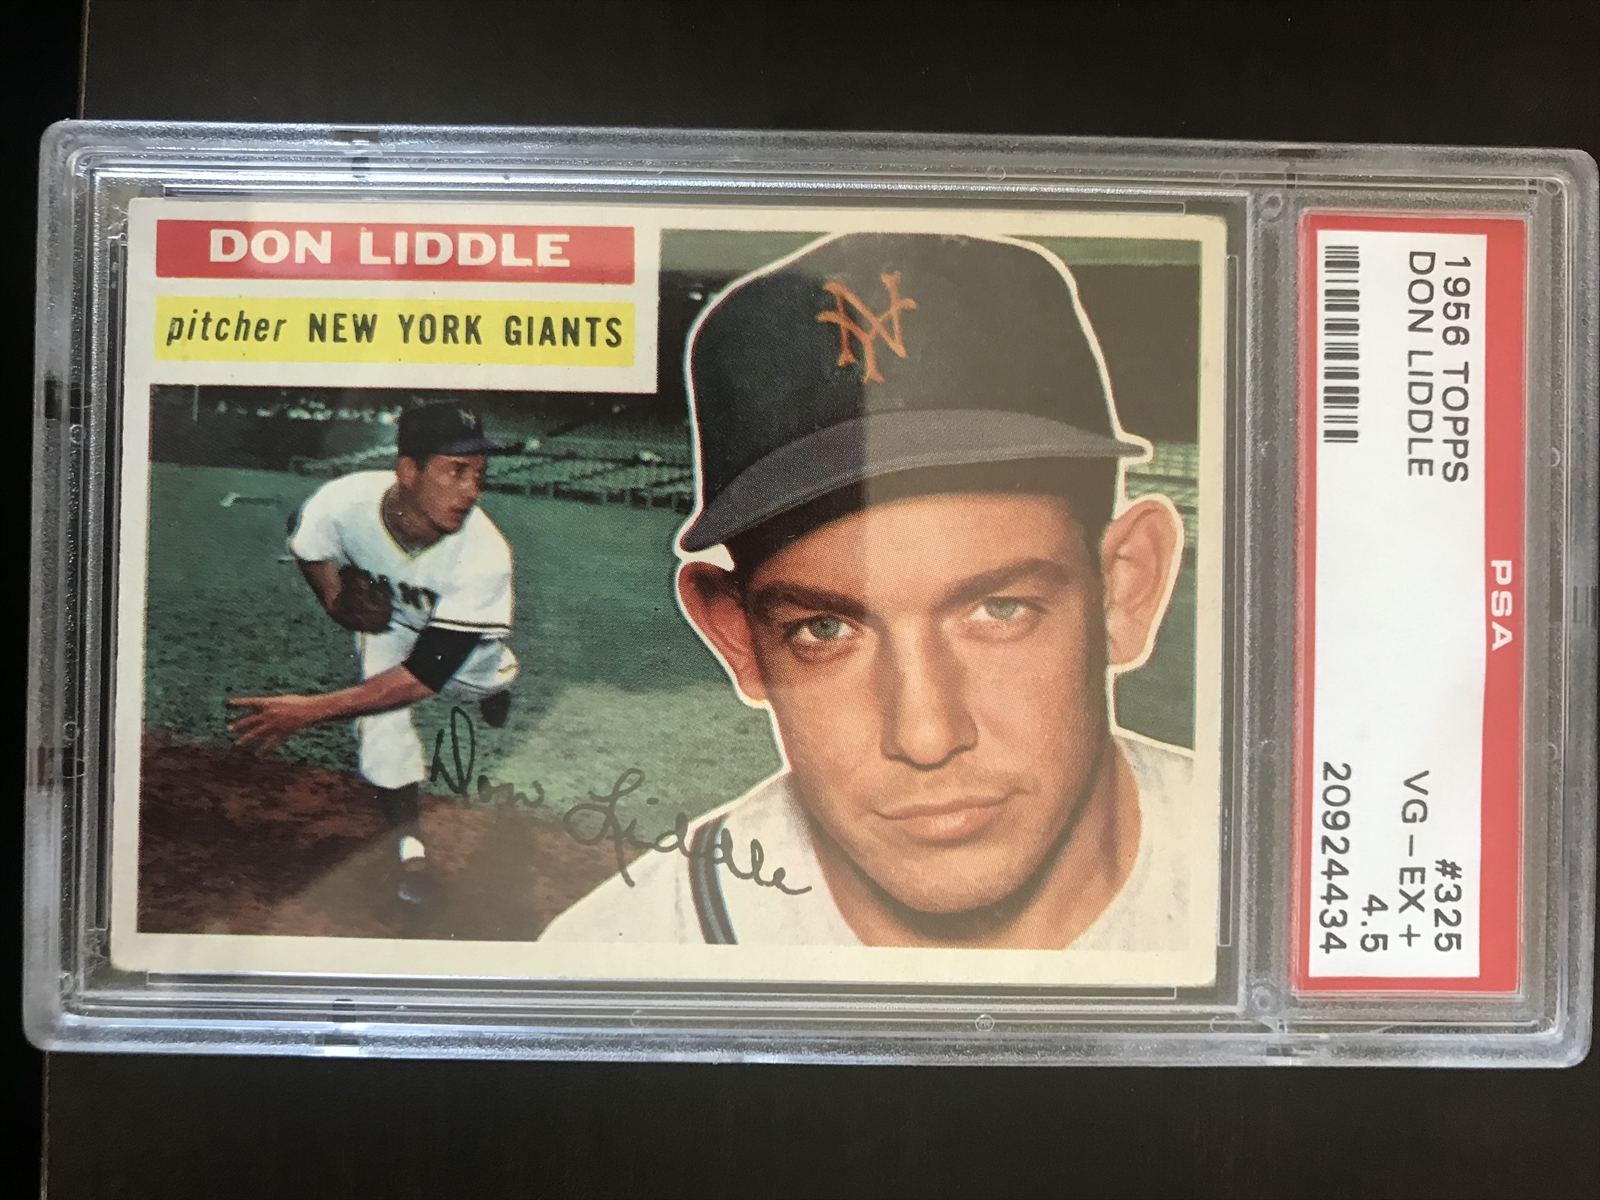 DON LIDDLE
pitcher NEW YORK GIANTS
NY
Don Liddle
1956 TOPPS #325
DON LIDDLE VG-EX +
4.5
20924434
PSA